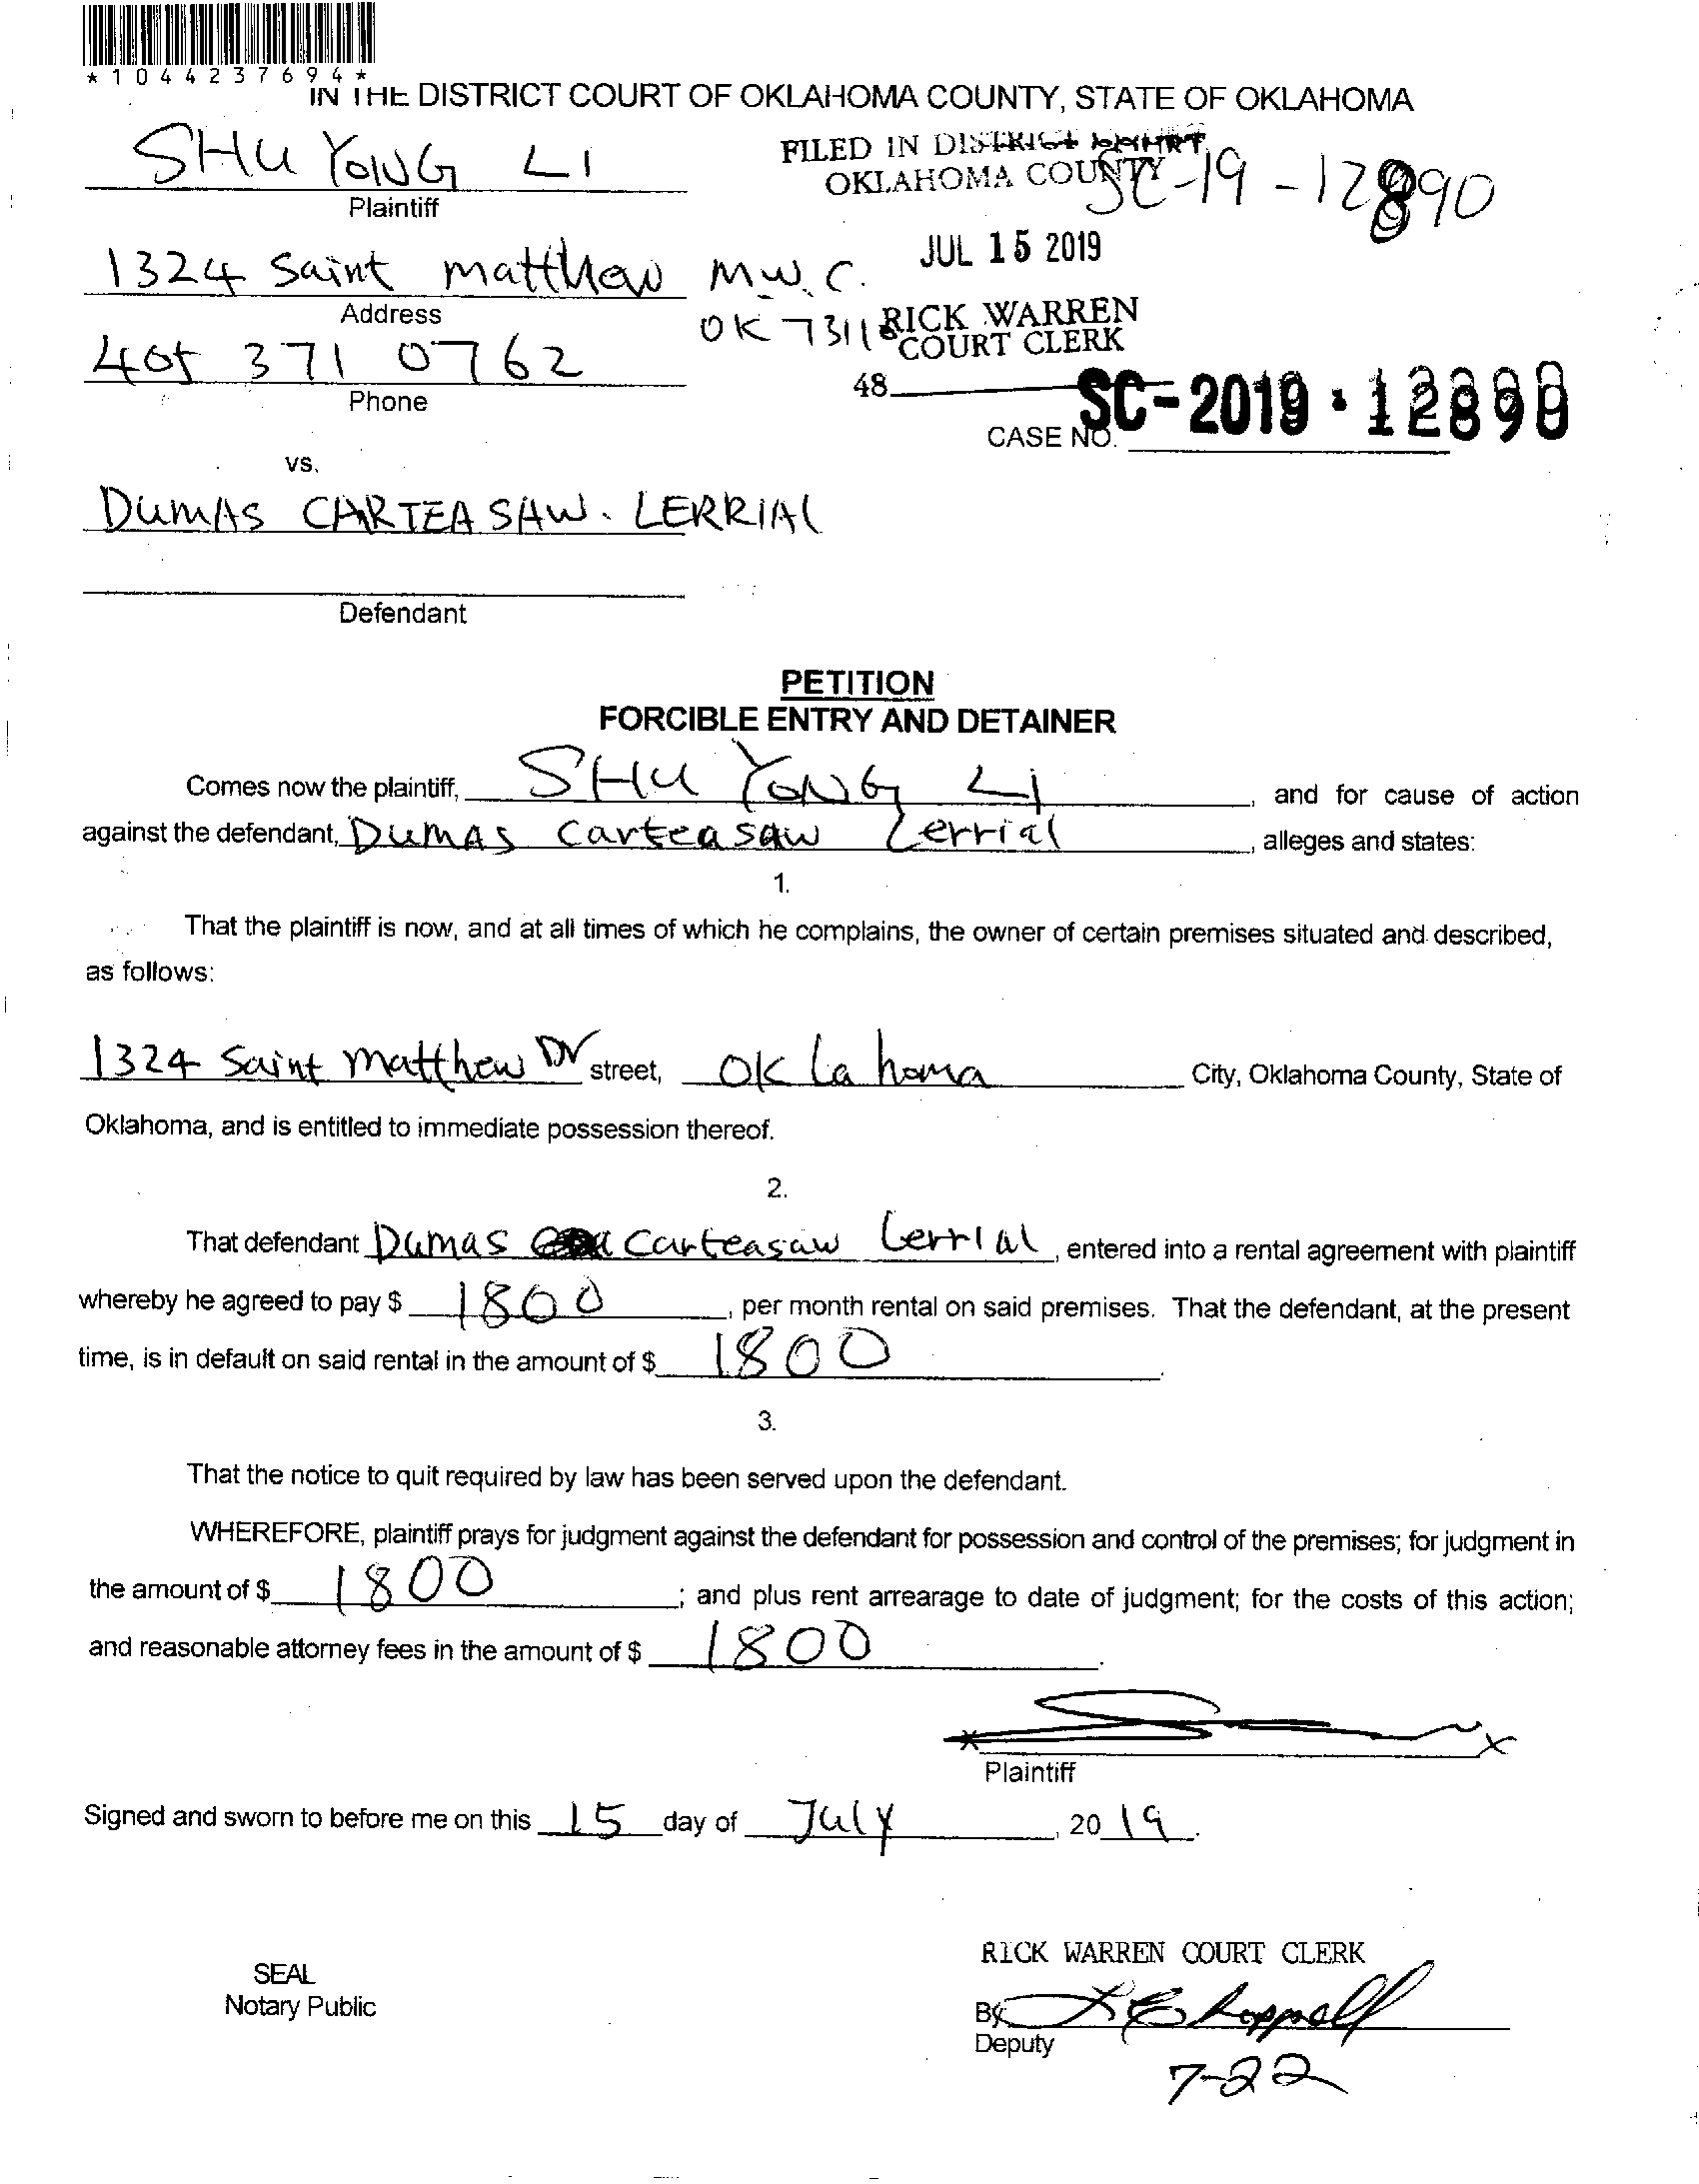 *1044237694*
IN THE DISTRICT COURT OF OKLAHOMA COUNTY, STATE OF OKLAHOMA
SHU YONG LI
FILED IN DISTRICT COURT
OKLAHOMA COUNTY
SC-19-12890
Plaintiff
JUL 15 2019
1324 Saint matthew M.W.C.
Address
OK 7311
RICK WARREN
COURT CLERK
405 371 0762
Phone
48
CASE NO. SC-2019-12890
vs.
DUMAS CARTEASAW. LERRIAL
Defendant
PETITION
FORCIBLE ENTRY AND DETAINER
Comes now the plaintiff, SHU YONG Li, and for cause of action
against the defendant, DUMAS Carteasaw Lerrial, alleges and states:
1.
That the plaintiff is now, and at all times of which he complains, the owner of certain premises situated and described,
as follows:
1324 Saint Matthew Dr street, Oklahoma City, Oklahoma County, State of
Oklahoma, and is entitled to immediate possession thereof.
2.
That defendant Dumas Carteasaw Lerrial, entered into a rental agreement with plaintiff
whereby he agreed to pay $ 1800, per month rental on said premises. That the defendant, at the present
time, is in default on said rental in the amount of $ 1800.
3.
That the notice to quit required by law has been served upon the defendant.
WHEREFORE, plaintiff prays for judgment against the defendant for possession and control of the premises; for judgment in
the amount of $ 1800; and plus rent arrearage to date of judgment; for the costs of this action;
and reasonable attorney fees in the amount of $ 1800.
x x
Plaintiff
Signed and sworn to before me on this 15 day of July, 2019.
RICK WARREN COURT CLERK
SEAL
Notary Public
By
Deputy
7-22